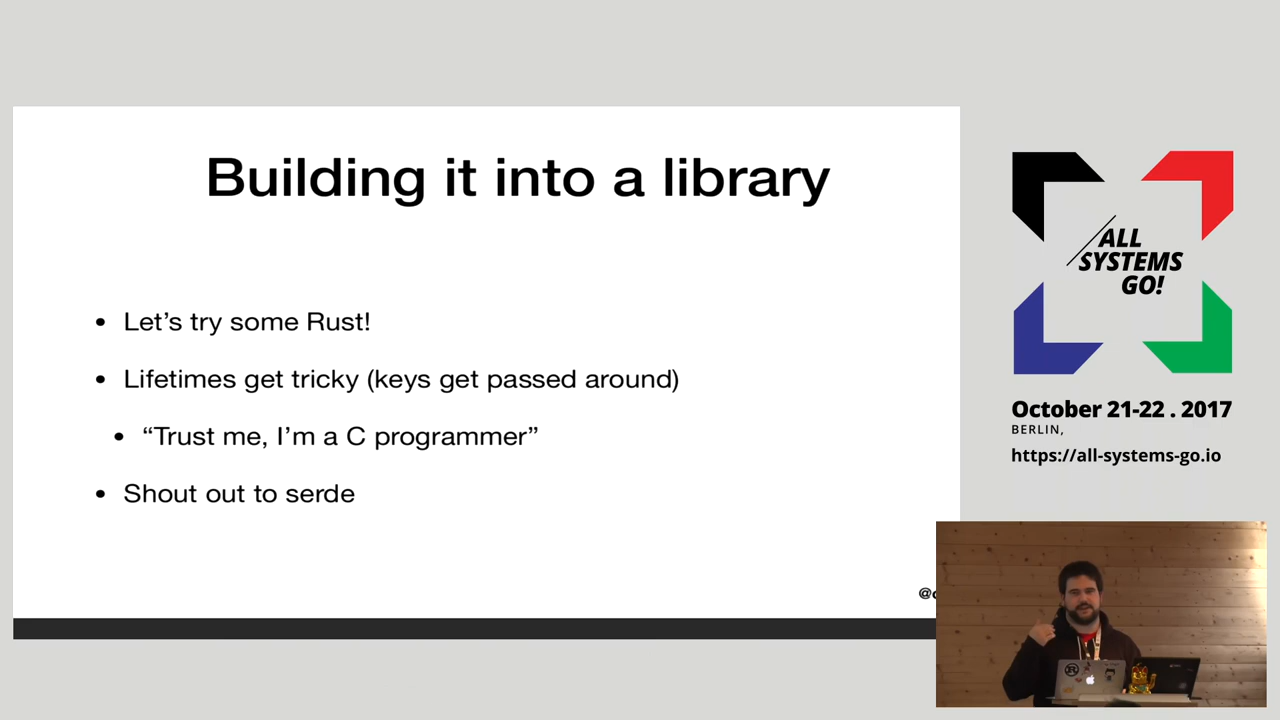 Building it into a library
• Let’s try some Rust!
• Lifetimes get tricky (keys get passed around)
• “Trust me, I’m a C programmer”
• Shout out to serde
ALL
SYSTEMS
GO!
October 21-22 . 2017
BERLIN,
https://all-systems-go.io